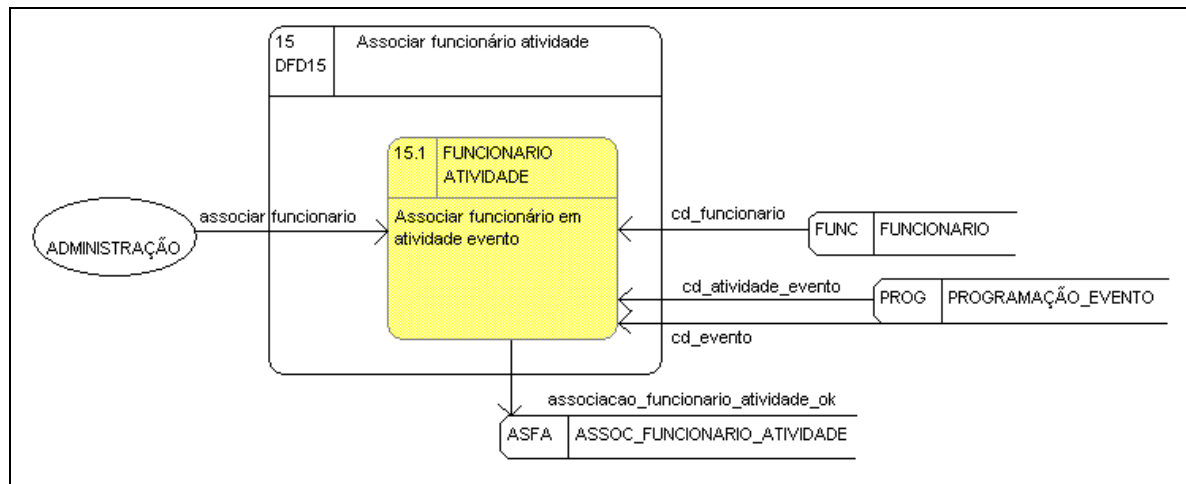 15
DFD15
Associar funcionário atividade
15.1
FUNCIONARIO
ATIVIDADE
Associar funcionário em
atividade evento
associar funcionario
ADMINISTRAÇÃO
cd_funcionario
FUNC
FUNCIONARIO
cd_atividade_evento
PROG
PROGRAMAÇÃO_EVENTO
cd_evento
associacao_funcionario_atividade_ok
ASFA
ASSOC_FUNCIONARIO_ATIVIDADE